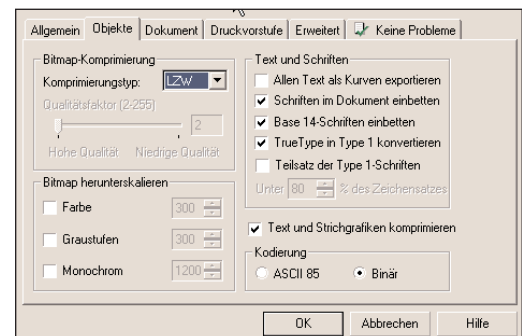 Allgemein Objekte Dokument Druckvorstufe Erweitert Keine Probleme
Bitmap-Komprimierung
Komprimierungstyp: LZW
Qualitätsfaktor (2-255)
2
Hohe Qualität Niedrige Qualität
Bitmap herunterskalieren
Farbe 300
Graustufen 300
Monochrom 1200
Text und Schriften
Allen Text als Kurven exportieren
Schriften im Dokument einbetten
Base 14-Schriften einbetten
TrueType in Type 1 konvertieren
Teilsatz der Type 1-Schriften
Unter 80 % des Zeichensatzes
Text und Strichgrafiken komprimieren
Kodierung
ASCII 85 Binär
OK Abbrechen Hilfe